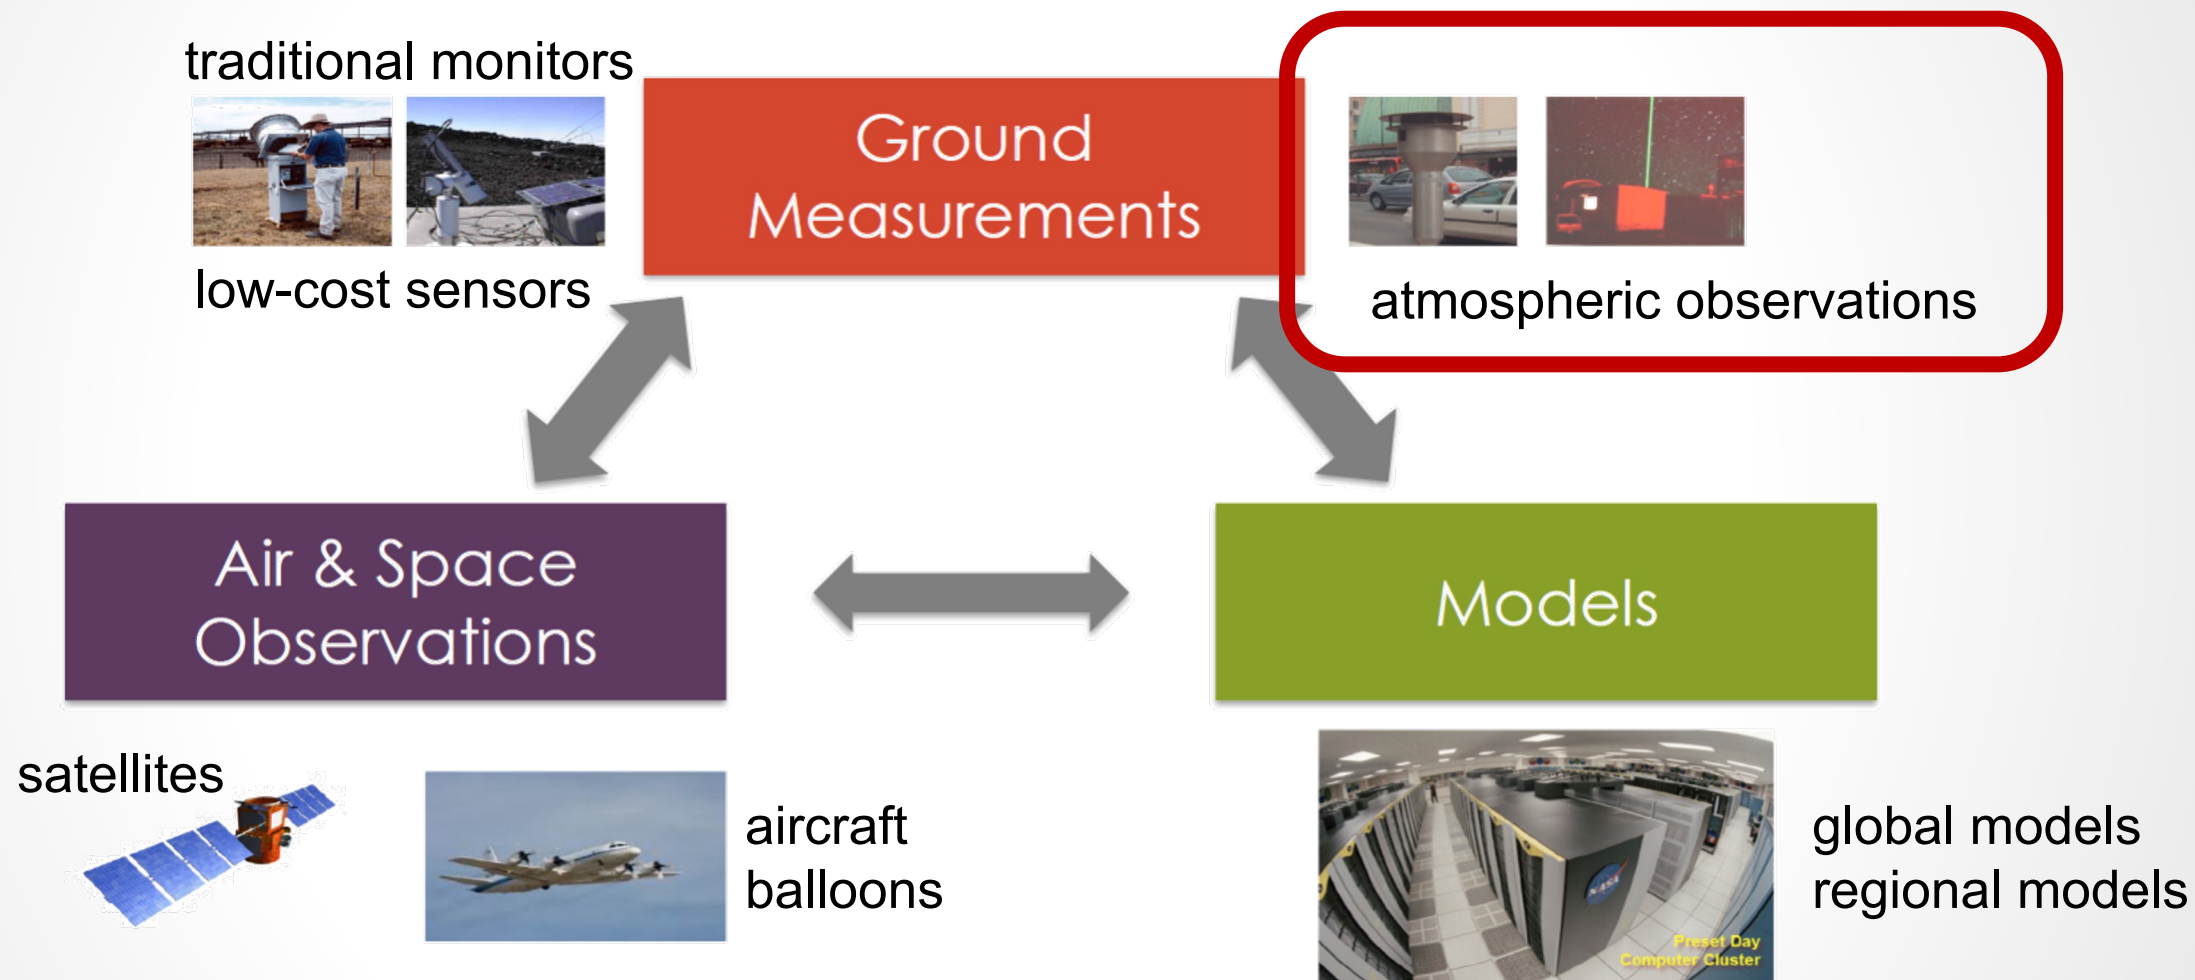 traditional monitors
low-cost sensors
Ground
Measurements
atmospheric observations
Air & Space
Observations
Models
satellites
aircraft
balloons
NASA
Preset Day
Computer Cluster
global models
regional models